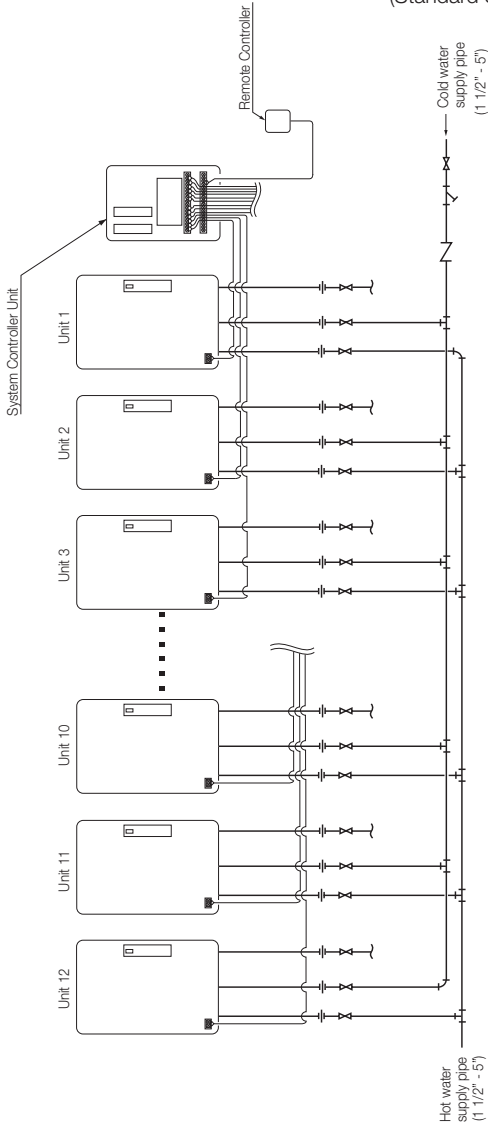 (Standard
Remote Controller
Cold water
supply pipe
(1 1/2" - 5")
System Controller Unit
Unit 1
Unit 2
Unit 3
Unit 10
Unit 11
Unit 12
Hot water
supply pipe
(1 1/2" - 5")